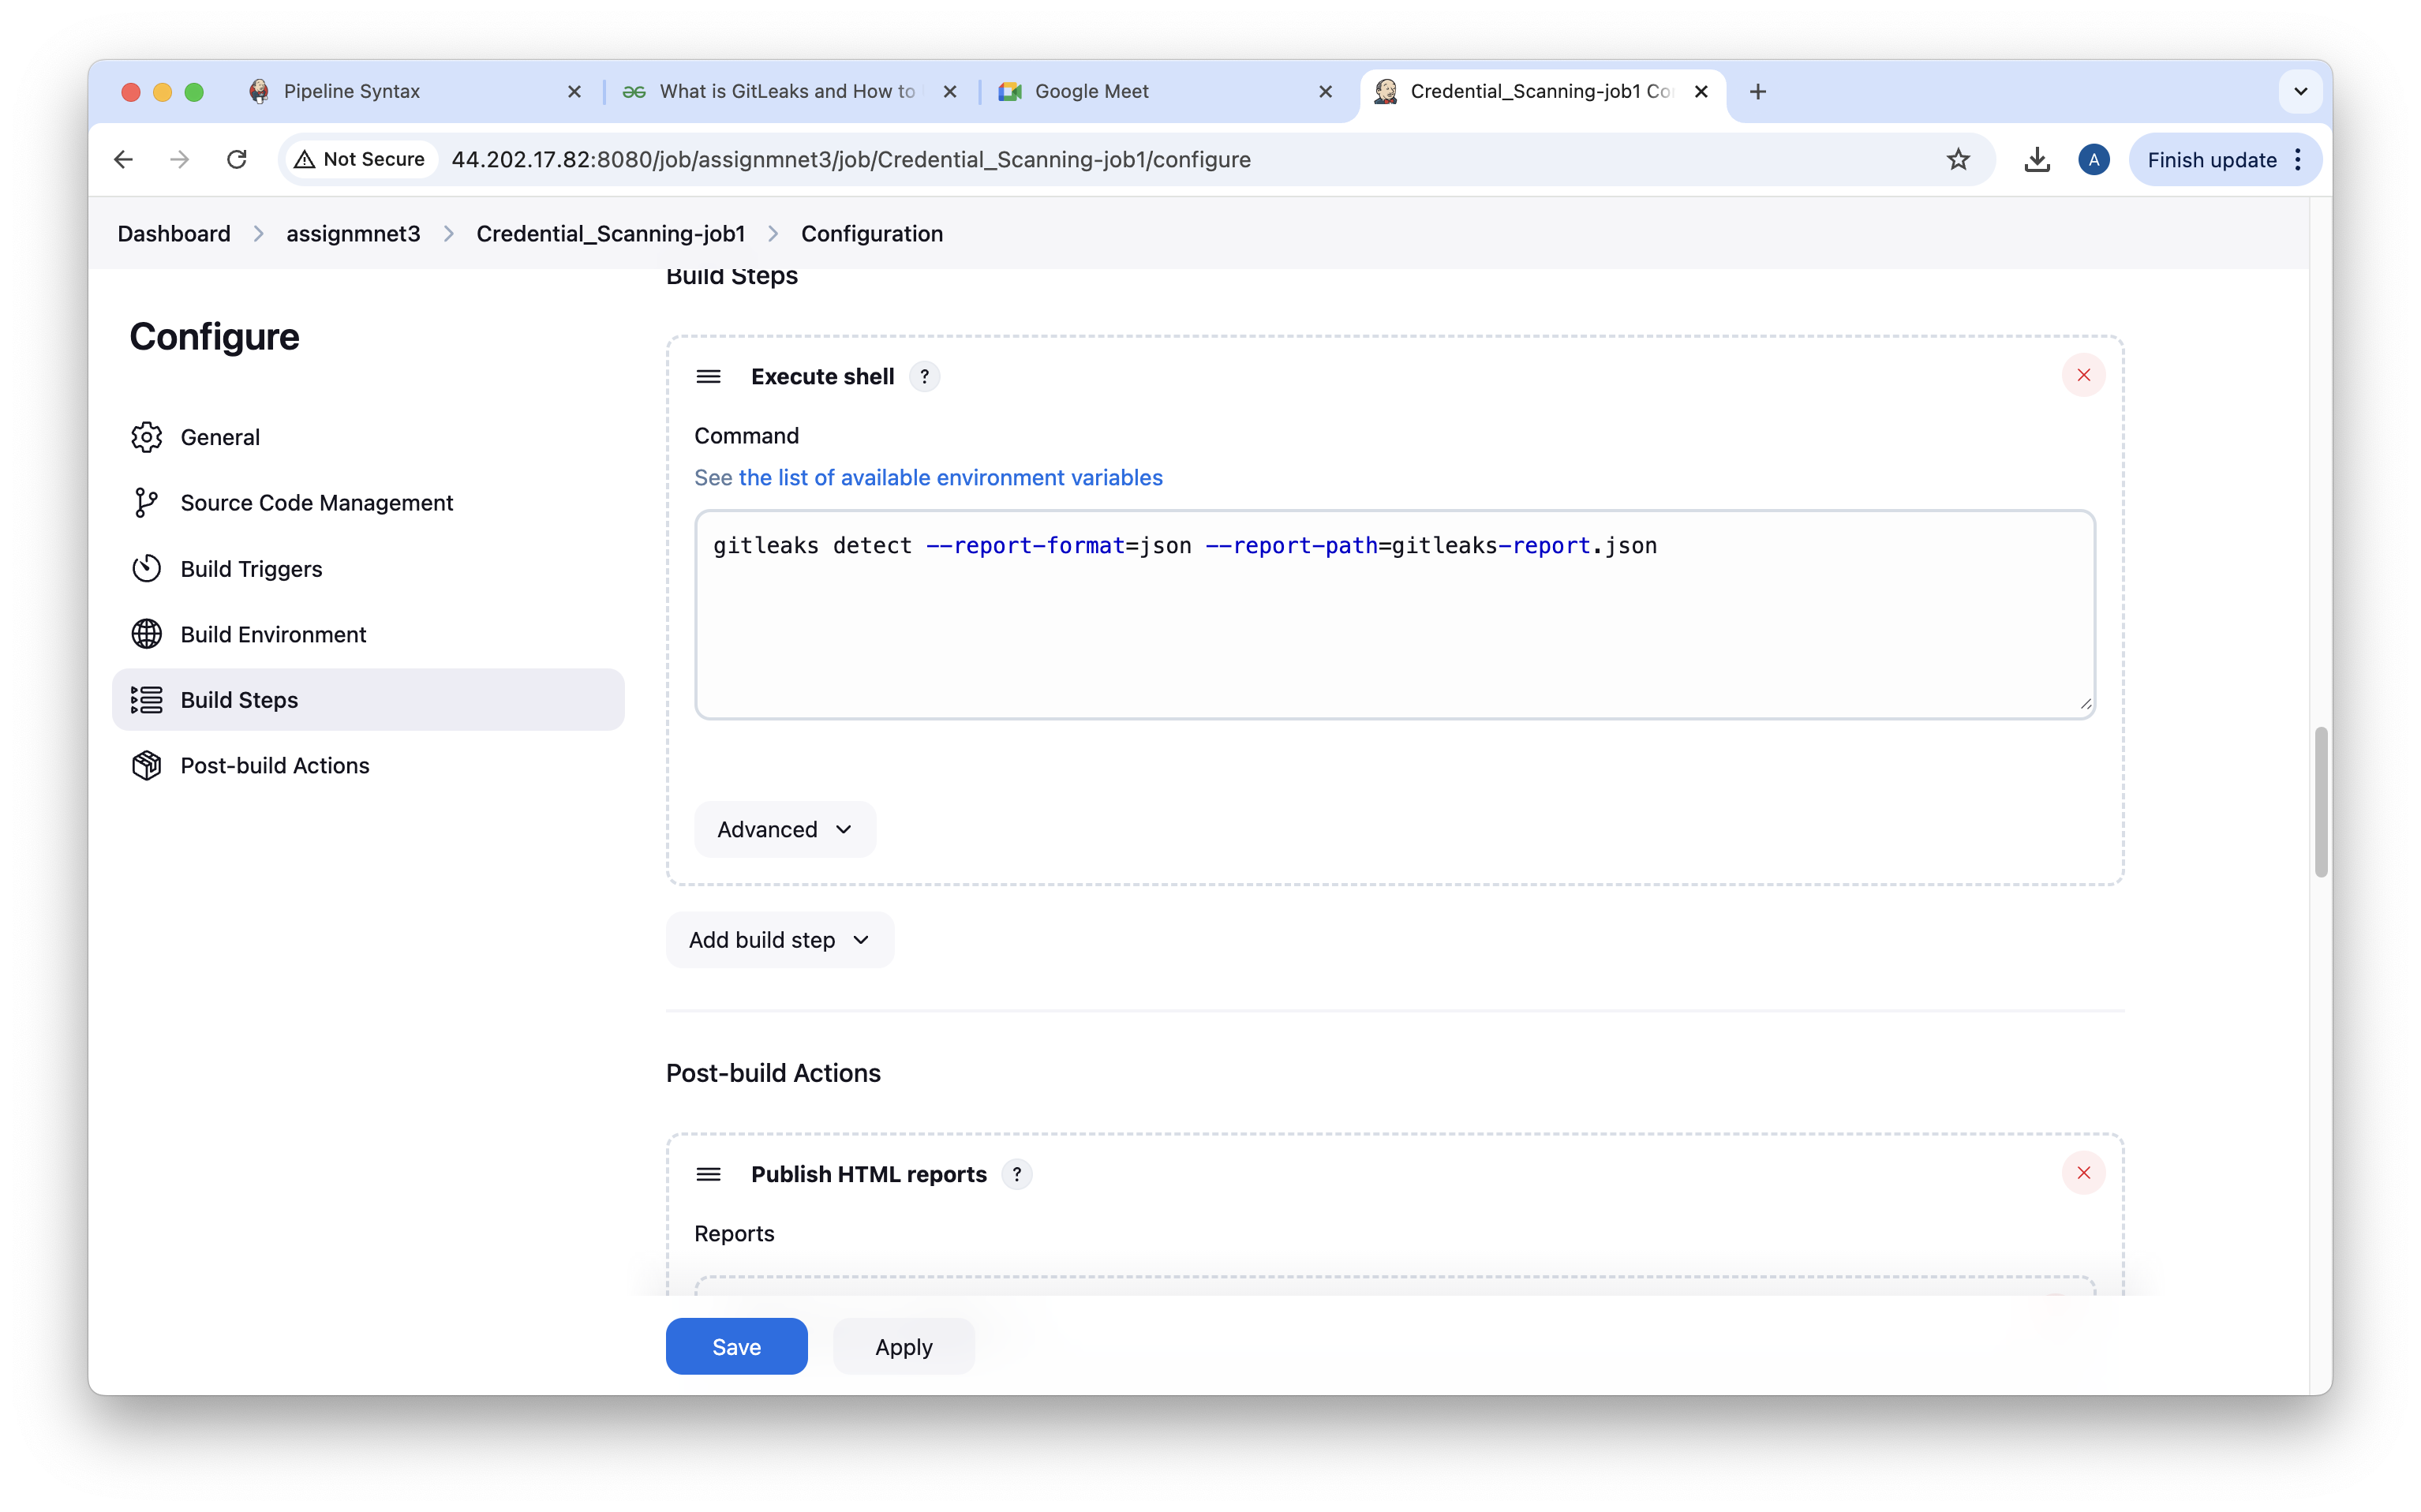 Pipeline Syntax
What is GitLeaks and How to
Google Meet
Credential_Scanning-job1 Co
Not Secure
44.202.17.82:8080/job/assignmnet3/job/Credential_Scanning-job1/configure
A
Finish update
Dashboard
assignmnet3
Credential_Scanning-job1
Configuration
Configure
General
Source Code Management
Build Triggers
Build Environment
Build Steps
Post-build Actions
Build Steps
Execute shell ?
Command
See the list of available environment variables
gitleaks detect --report-format=json --report-path=gitleaks-report.json
Advanced
Add build step
Post-build Actions
Publish HTML reports ?
Reports
Save
Apply